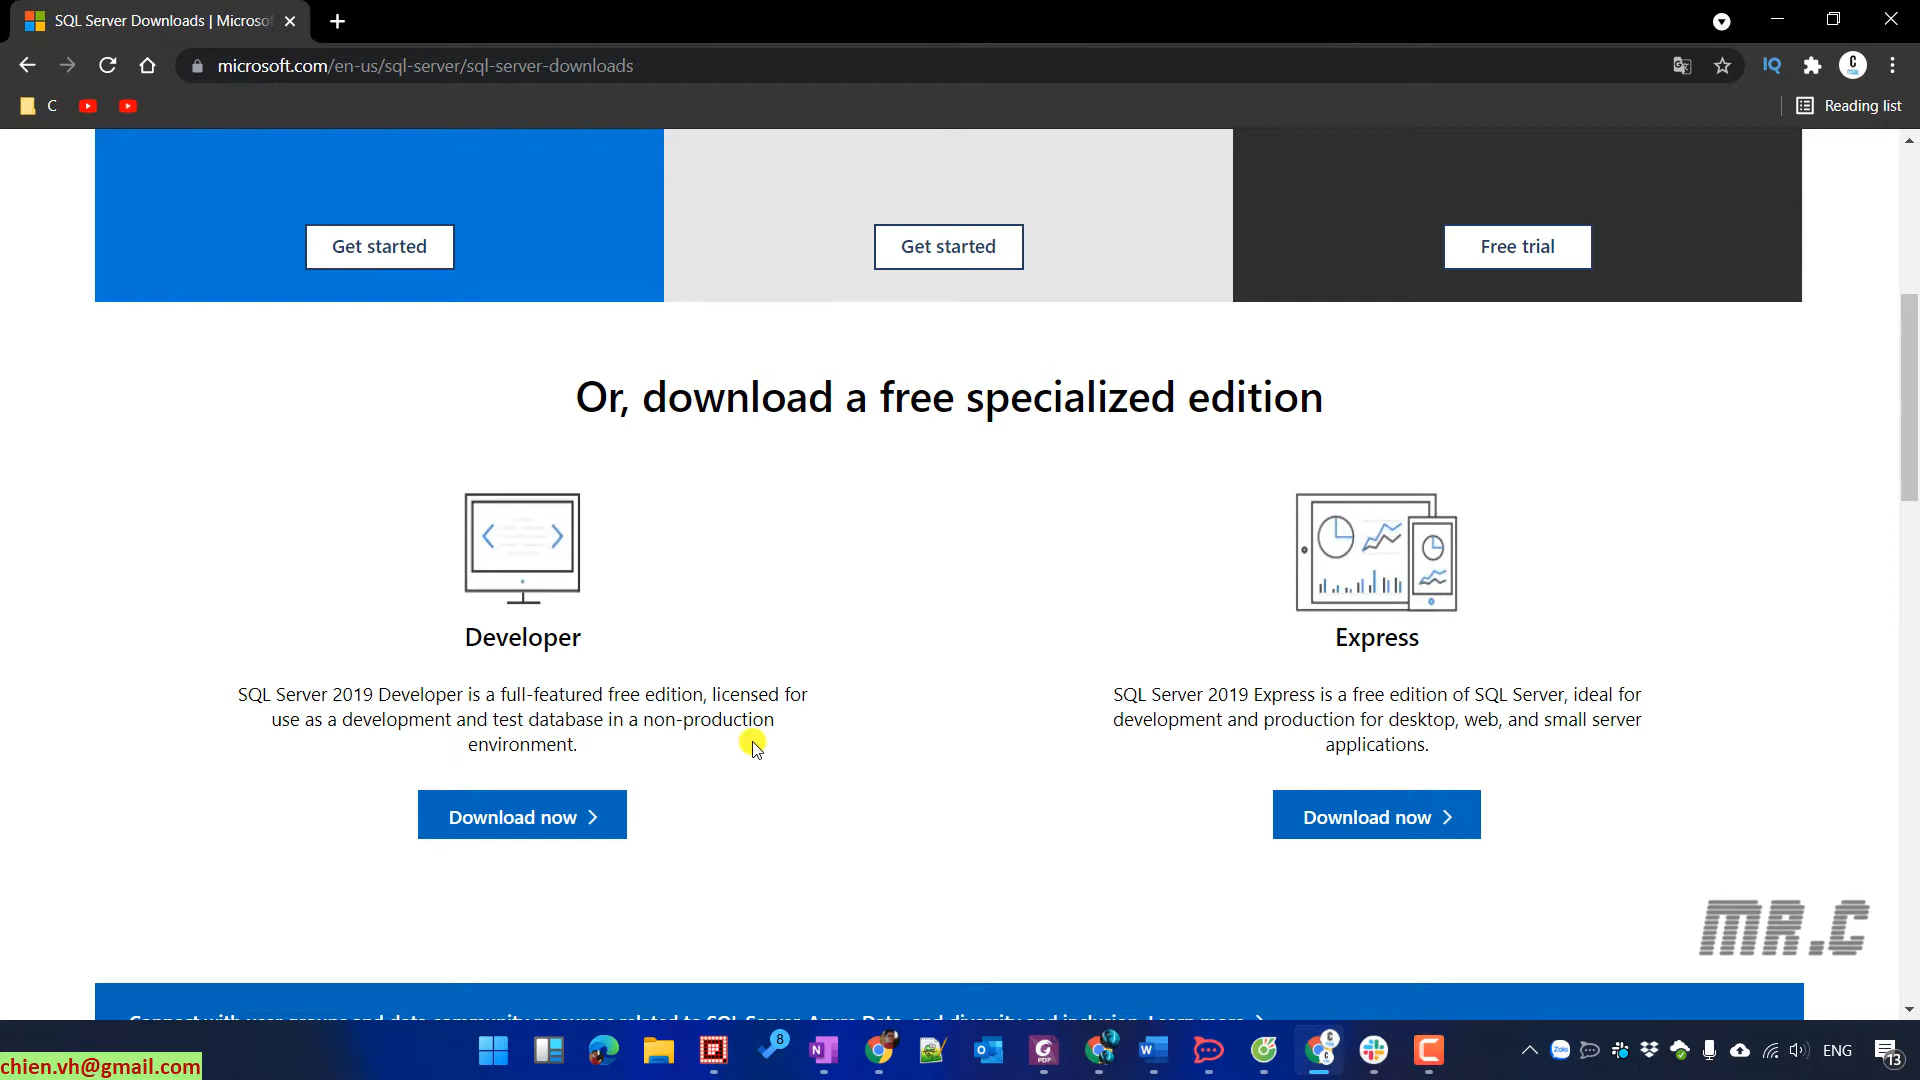 SQL Server Downloads | Microso
microsoft.com/en-us/sql-server/sql-server-downloads
IQ
C
Reading list
Get started
Get started
Free trial
Or, download a free specialized edition
Developer
SQL Server 2019 Developer is a full-featured free edition, licensed for
use as a development and test database in a non-production
environment.
Download now
Express
SQL Server 2019 Express is a free edition of SQL Server, ideal for
development and production for desktop, web, and small server
applications.
Download now
MR.C
Connect with user groups and data community resources related to SQL Server, Azure Data, and diversity and inclusion. Learn more
chien.vh@gmail.com
8
ENG
13